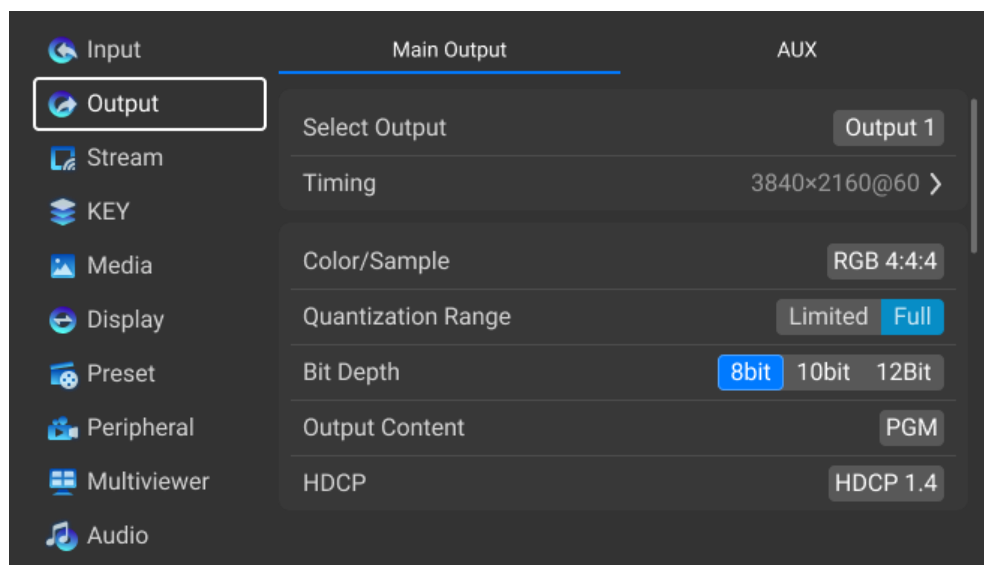 Input
Output
Stream
KEY
Media
Display
Preset
Peripheral
Multiviewer
Audio
Main Output AUX
Select Output Output 1
Timing 3840×2160@60
Color/Sample RGB 4:4:4
Quantization Range Limited Full
Bit Depth 8bit 10bit 12Bit
Output Content PGM
HDCP HDCP 1.4